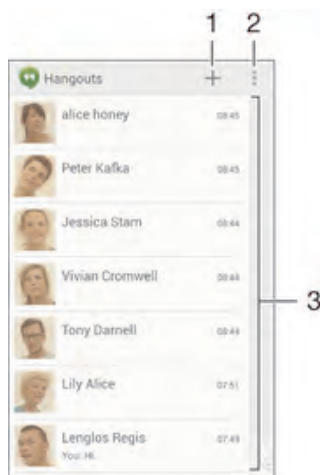 1 2
Hangouts
alice honey 08:45
Peter Kafka 08:45
Jessica Stam 08:44
Vivian Cromwell 08:44
3
Tony Darnell 08:44
Lily Alice 07:51
Lenglos Regis 07:49
You: Hi.